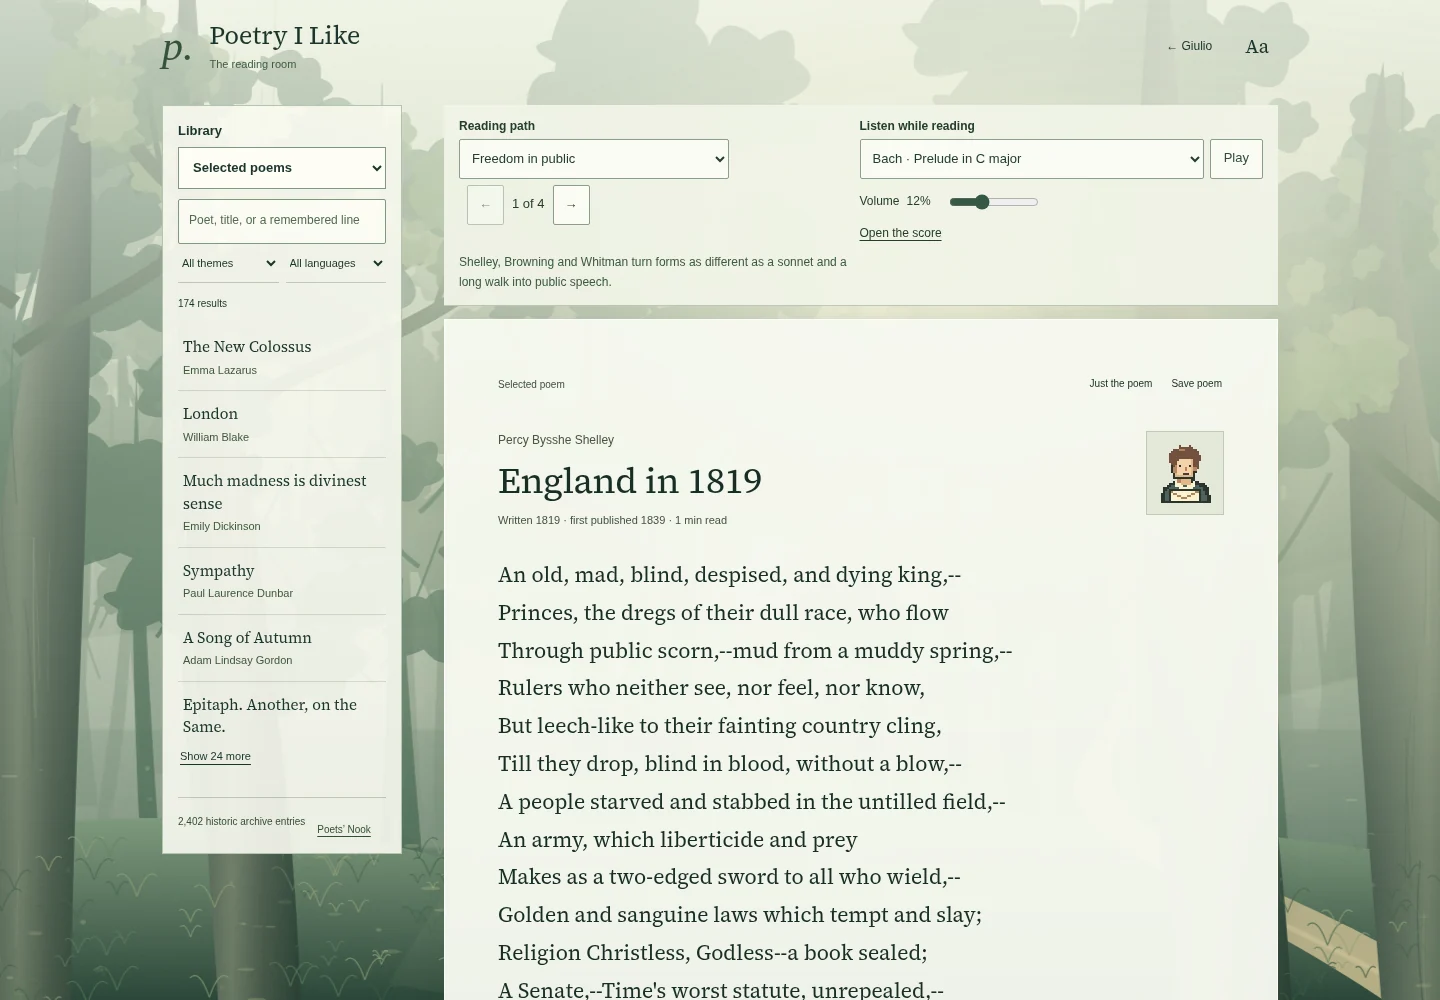 p.
Poetry I Like
The reading room
← Giulio
Aa
Library
Selected poems
Poet, title, or a remembered line
All themes
All languages
174 results
The New Colossus
Emma Lazarus
London
William Blake
Much madness is divinest
sense
Emily Dickinson
Sympathy
Paul Laurence Dunbar
A Song of Autumn
Adam Lindsay Gordon
Epitaph. Another, on the
Same.
Show 24 more
2,402 historic archive entries
Poets' Nook
Reading path
Freedom in public
←
1 of 4
→
Shelley, Browning and Whitman turn forms as different as a sonnet and a
long walk into public speech.
Listen while reading
Bach · Prelude in C major
Play
Volume 12%
Open the score
Selected poem
Just the poem
Save poem
Percy Bysshe Shelley
England in 1819
Written 1819 · first published 1839 · 1 min read
An old, mad, blind, despised, and dying king,--
Princes, the dregs of their dull race, who flow
Through public scorn,--mud from a muddy spring,--
Rulers who neither see, nor feel, nor know,
But leech-like to their fainting country cling,
Till they drop, blind in blood, without a blow,--
A people starved and stabbed in the untilled field,--
An army, which liberticide and prey
Makes as a two-edged sword to all who wield,--
Golden and sanguine laws which tempt and slay;
Religion Christless, Godless--a book sealed;
A Senate,--Time's worst statute, unrepealed,--